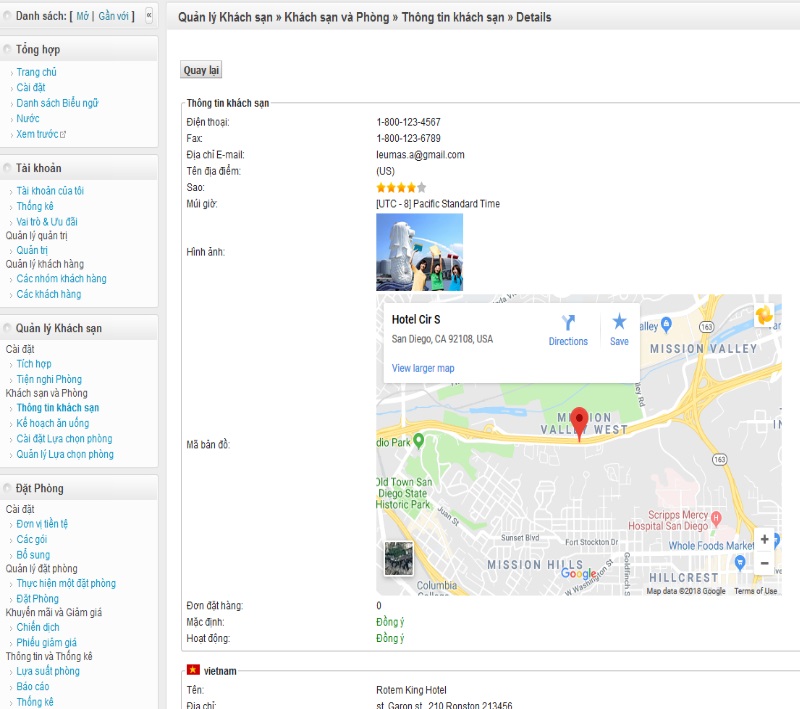 Danh sách: [ Mở | Gần với ] «
Quản lý Khách sạn » Khách sạn và Phòng » Thông tin khách sạn » Details
Tổng hợp
Trang chủ
Cài đặt
Danh sách Biểu ngữ
Nước
Xem trước
Tài khoản
Tài khoản của tôi
Thống kê
Vai trò & Ưu đãi
Quản lý quản trị
Quản trị
Quản lý khách hàng
Các nhóm khách hàng
Các khách hàng
Quản lý Khách sạn
Cài đặt
Tích hợp
Tiện nghi Phòng
Khách sạn và Phòng
Thông tin khách sạn
Kế hoạch ăn uống
Cài đặt Lựa chọn phòng
Quản lý Lựa chọn phòng
Đặt Phòng
Cài đặt
Đơn vị tiền tệ
Các gói
Bổ sung
Quản lý đặt phòng
Thực hiện một đặt phòng
Đặt Phòng
Khuyến mãi và Giảm giá
Chiến dịch
Phiếu giảm giá
Thông tin và Thống kê
Lựa suất phòng
Báo cáo
Thống kê
Quay lại
Thông tin khách sạn
Điện thoại: 1-800-123-4567
Fax: 1-800-123-6789
Địa chỉ E-mail: leumas.a@gmail.com
Tên địa điểm: (US)
Sao:
Múi giờ: [UTC - 8] Pacific Standard Time
Hình ảnh:
Mã bản đồ:
Hotel Cir S
San Diego, CA 92108, USA
View larger map
Directions
Save
alley
163
MISSION VALLEY
MISSION
VALLEY WEST
dio Park
163
Old Town San
Diego State
Historic Park
Juan St
Scripps Mercy
Hospital San Diego
Sunset Blvd
Fort Stockton Dr
Whole Foods Market
MISSION HILLS
W Washington St
Goldfinch S
HILLCREST
Google
Columbia
College
Map data ©2018 Google Terms of Use
+
−
Đơn đặt hàng: 0
Mặc định: Đồng ý
Hoạt động: Đồng ý
vietnam
Tên: Rotem King Hotel
Địa chỉ: st. Garon st., 210 Ronston 213456